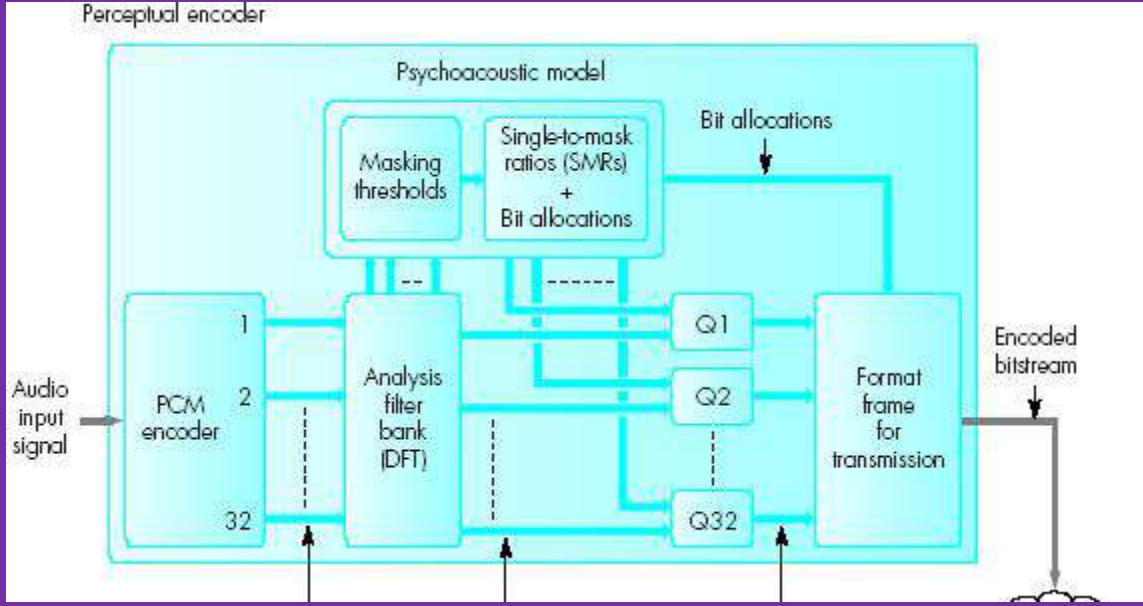 Perceptual encoder
Psychoacoustic model
Masking
thresholds
Single-to-mask
ratios (SMRs)
+
Bit allocations
Bit allocations
Audio
input
signal
PCM
encoder
1
2
32
Analysis
filter
bank
(DFT)
Q1
Q2
Q32
Format
frame
for
transmission
Encoded
bitstream